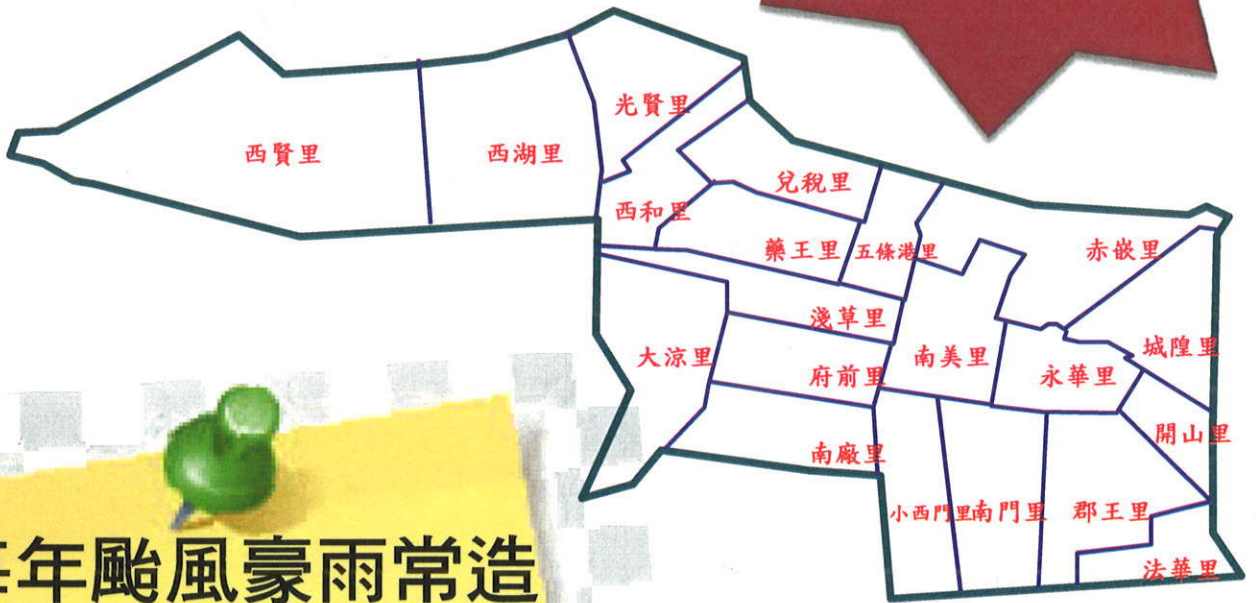 光賢里
西賢里
西湖里
兌稅里
西和里
藥王里
五條港里
赤嵌里
淺草里
大涼里
府前里
南美里
永華里
城隍里
開山里
南廠里
小西門里
南門里
郡王里
法華里
年颱風豪雨常造